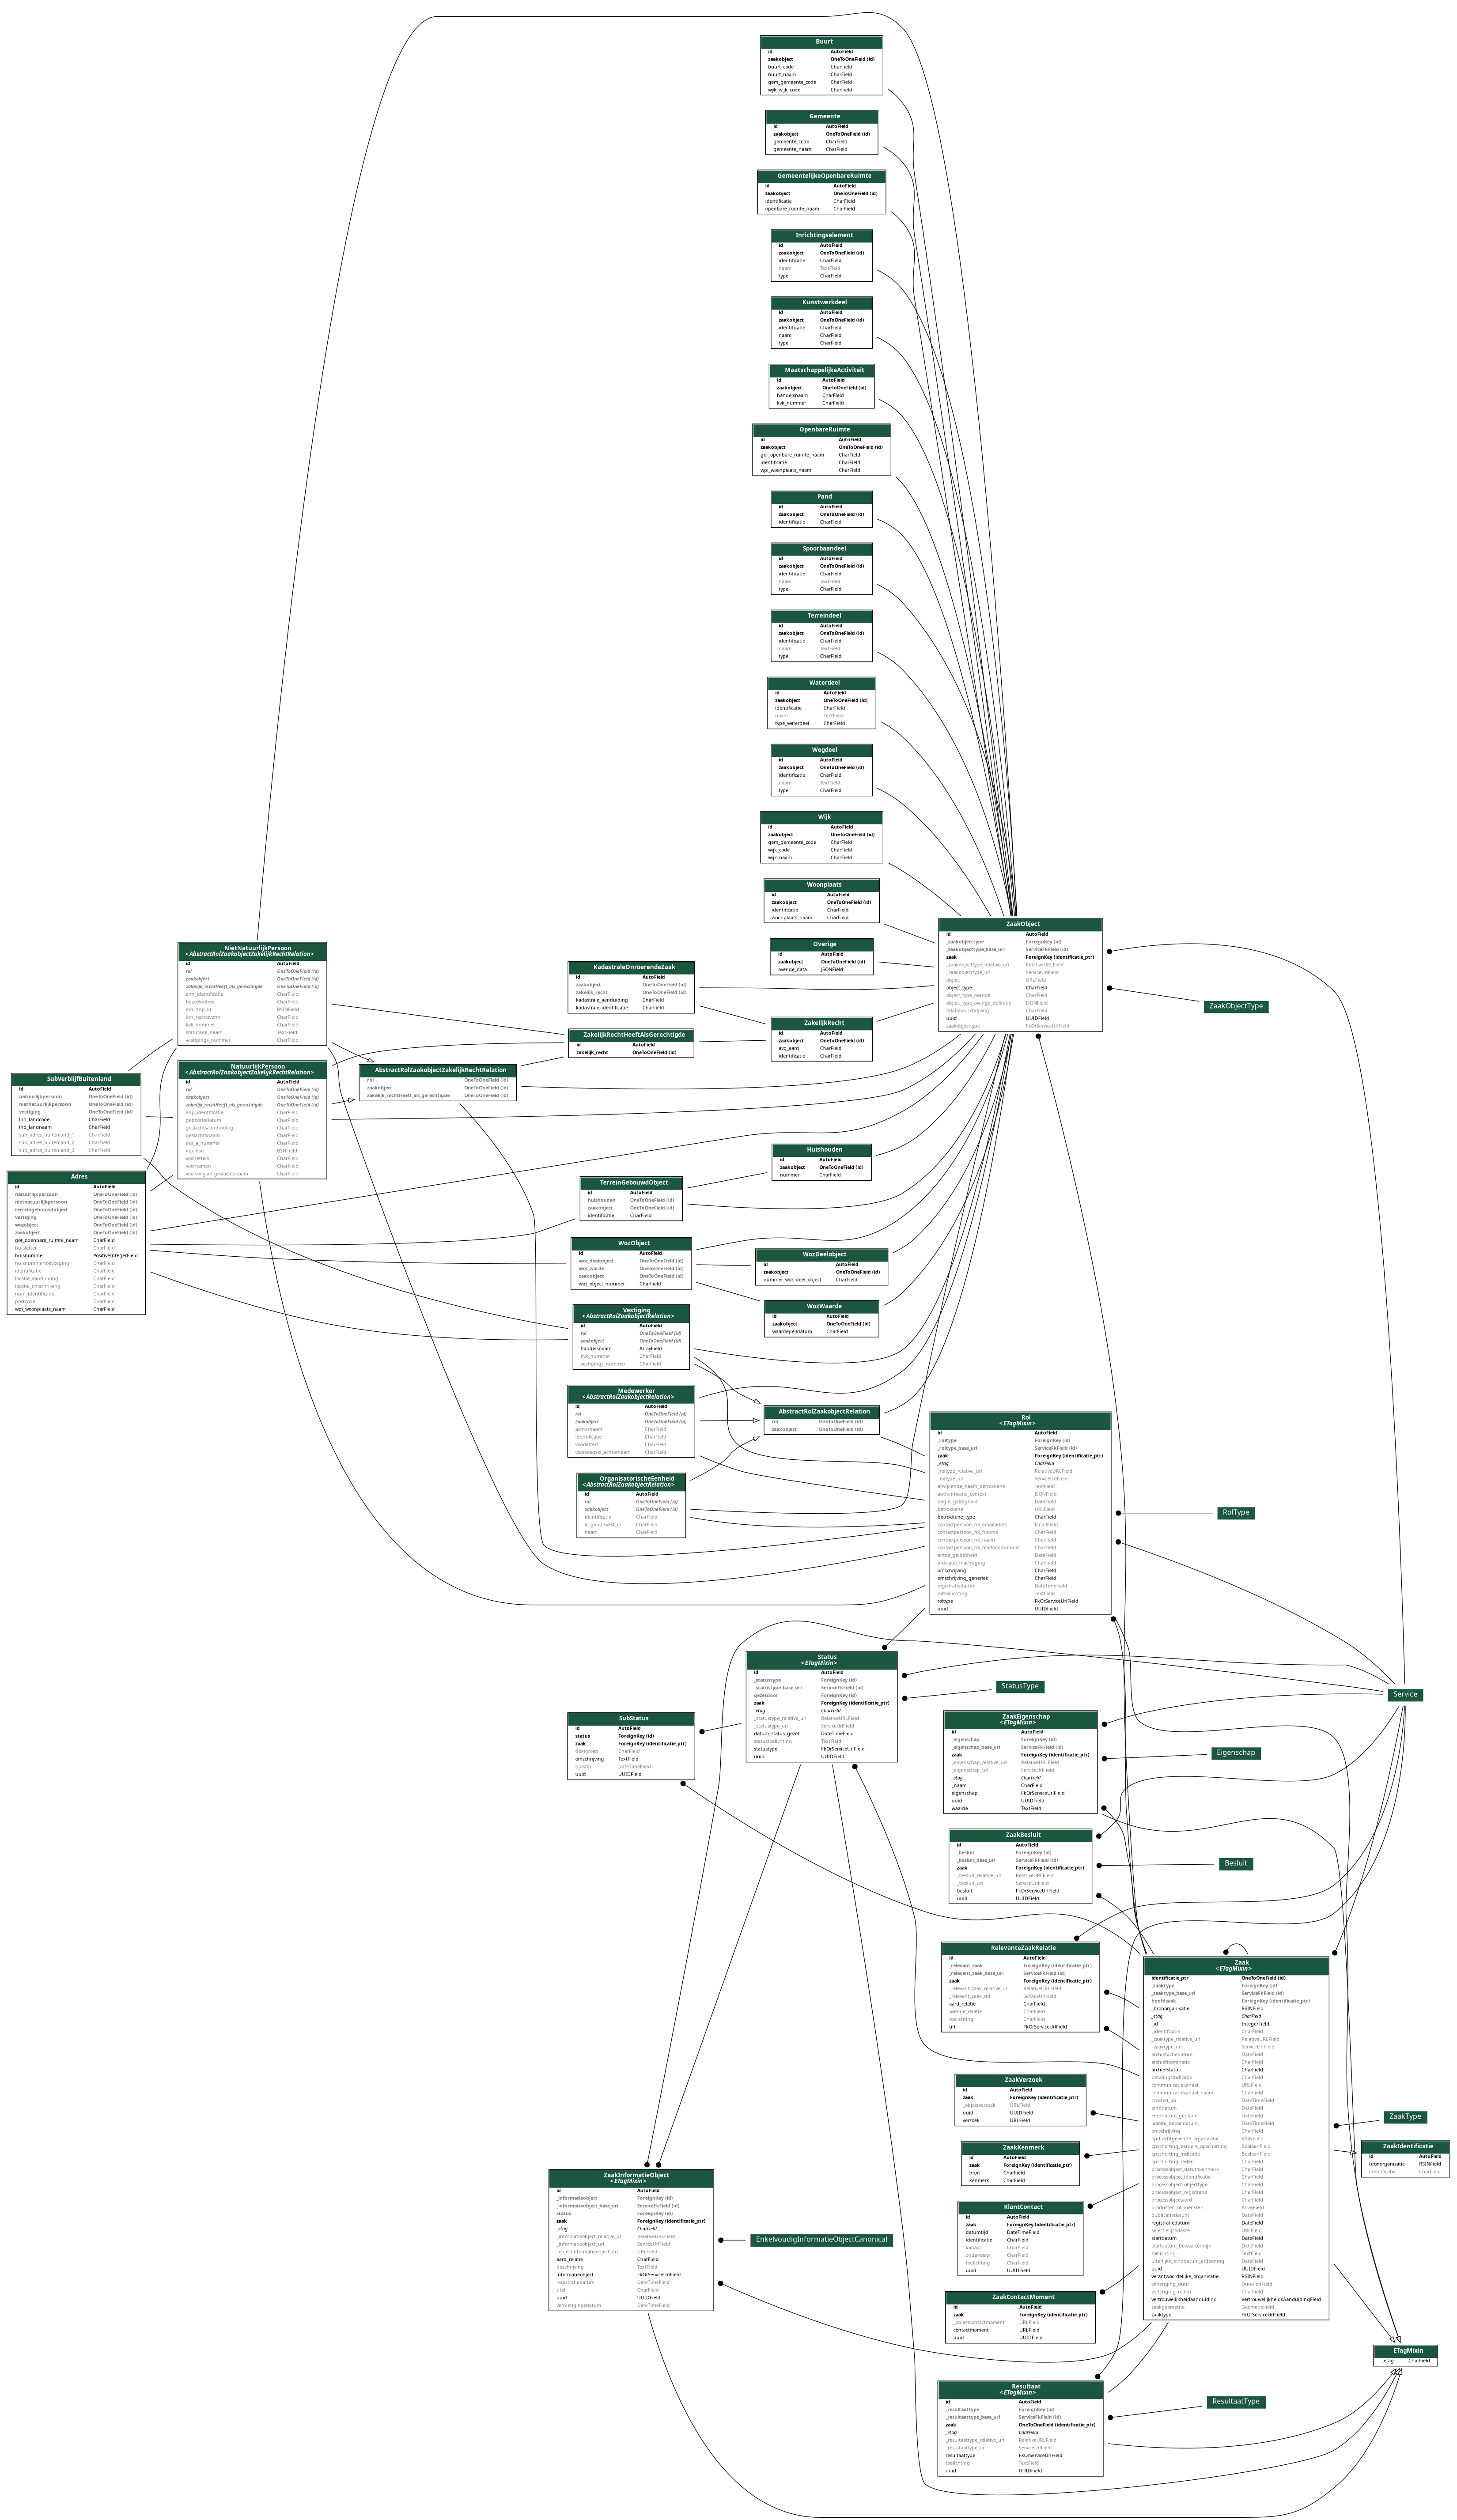 Buurt
id AutoField
zaakobject OneToOneField (id)
buurt_code CharField
buurt_naam CharField
gem_gemeente_code CharField
wyk_wijk_code CharField
Gemeente
id AutoField
zaakobject OneToOneField (id)
gemeente_code CharField
gemeente_naam CharField
GemeentelijkeOpenbareRuimte
id AutoField
zaakobject OneToOneField (id)
identificatie CharField
openbare_ruimte_naam CharField
Inrichtingselement
id AutoField
zaakobject OneToOneField (id)
identificatie CharField
naam TextField
type CharField
Kunstwerkdeel
id AutoField
zaakobject OneToOneField (id)
identificatie CharField
naam CharField
type CharField
MaatschappelijkeActiviteit
id AutoField
zaakobject OneToOneField (id)
handelsnaam CharField
kvk_nummer CharField
OpenbareRuimte
id AutoField
zaakobject OneToOneField (id)
gor_openbare_ruimte_naam CharField
identificatie CharField
wpl_woonplaats_naam CharField
Pand
id AutoField
zaakobject OneToOneField (id)
identificatie CharField
Spoorbaandeel
id AutoField
zaakobject OneToOneField (id)
identificatie CharField
naam TextField
type CharField
Terreindeel
id AutoField
zaakobject OneToOneField (id)
identificatie CharField
naam TextField
type CharField
Waterdeel
id AutoField
zaakobject OneToOneField (id)
identificatie CharField
naam TextField
type_waterdeel CharField
Wegdeel
id AutoField
zaakobject OneToOneField (id)
identificatie CharField
naam TextField
type CharField
Wijk
id AutoField
zaakobject OneToOneField (id)
gem_gemeente_code CharField
wijk_code CharField
wijk_naam CharField
Woonplaats
id AutoField
zaakobject OneToOneField (id)
identificatie CharField
woonplaats_naam CharField
Overige
id AutoField
zaakobject OneToOneField (id)
overige_data JSONField
ZaakObject
id AutoField
_zaakobjecttype ForeignKey (id)
_zaakobjecttype_base_url ServiceFkField (id)
zaak ForeignKey (identificatie_ptr)
_zaakobjecttype_relative_url RelativeURLField
_zaakobjecttype_url ServiceUrlField
object URLField
object_type CharField
object_type_overige CharField
object_type_overige_definitie JSONField
relatieomschrijving CharField
uuid UUIDField
zaakobjecttype FkOrServiceUrlField
ZaakObjectType
NietNatuurlijkPersoon
<AbstractRolZaakobjectZakelijkRechtRelation>
id AutoField
rol OneToOneField (id)
zaakobject OneToOneField (id)
zakelijk_rechtHeeft_als_gerechtigde OneToOneField (id)
ann_identificatie CharField
bezoekadres CharField
inn_nnp_id RSINField
inn_rechtsvorm CharField
kvk_nummer CharField
statutaire_naam TextField
vestigings_nummer CharField
KadastraleOnroerendeZaak
id AutoField
zaakobject OneToOneField (id)
zakelijk_recht OneToOneField (id)
kadastrale_aanduiding CharField
kadastrale_identificatie CharField
ZakelijkRecht
id AutoField
zaakobject OneToOneField (id)
avg_aard CharField
identificatie CharField
ZakelijkRechtHeeftAlsGerechtigde
id AutoField
zakelijk_recht OneToOneField (id)
AbstractRolZaakobjectZakelijkRechtRelation
rol OneToOneField (id)
zaakobject OneToOneField (id)
zakelijk_rechtHeeft_als_gerechtigde OneToOneField (id)
NatuurlijkPersoon
<AbstractRolZaakobjectZakelijkRechtRelation>
id AutoField
rol OneToOneField (id)
zaakobject OneToOneField (id)
zakelijk_rechtHeeft_als_gerechtigde OneToOneField (id)
anp_identificatie CharField
geboortedatum CharField
geslachtsaanduiding CharField
geslachtsnaam CharField
inp_a_nummer CharField
inp_bsn BSNField
voorletters CharField
voornamen CharField
voorvoegsel_geslachtsnaam CharField
SubVerblijfBuitenland
id AutoField
natuurlijkpersoon OneToOneField (id)
nietnatuurlijkpersoon OneToOneField (id)
vestiging OneToOneField (id)
lnd_landcode CharField
lnd_landnaam CharField
sub_adres_buitenland_1 CharField
sub_adres_buitenland_2 CharField
sub_adres_buitenland_3 CharField
Adres
id AutoField
natuurlijkpersoon OneToOneField (id)
nietnatuurlijkpersoon OneToOneField (id)
terreingebouwdobject OneToOneField (id)
vestiging OneToOneField (id)
wozobject OneToOneField (id)
zaakobject OneToOneField (id)
gor_openbare_ruimte_naam CharField
huisletter CharField
huisnummer PositiveIntegerField
huisnummertoevoeging CharField
identificatie CharField
locatie_aanduiding CharField
locatie_omschrijving CharField
num_identificatie CharField
postcode CharField
wpl_woonplaats_naam CharField
Huishouden
id AutoField
zaakobject OneToOneField (id)
nummer CharField
TerreinGebouwdObject
id AutoField
huishouden OneToOneField (id)
zaakobject OneToOneField (id)
identificatie CharField
WozObject
id AutoField
woz_deelobject OneToOneField (id)
woz_warde OneToOneField (id)
zaakobject OneToOneField (id)
woz_object_nummer CharField
WozDeelobject
id AutoField
zaakobject OneToOneField (id)
nummer_woz_deel_object CharField
WozWaarde
id AutoField
zaakobject OneToOneField (id)
waardepeildatum CharField
Vestiging
<AbstractRolZaakobjectRelation>
id AutoField
rol OneToOneField (id)
zaakobject OneToOneField (id)
handelsnaam ArrayField
kvk_nummer CharField
vestigings_nummer CharField
Medewerker
<AbstractRolZaakobjectRelation>
id AutoField
rol OneToOneField (id)
zaakobject OneToOneField (id)
achternaam CharField
identificatie CharField
voorletters CharField
voorvoegsel_achternaam CharField
AbstractRolZaakobjectRelation
rol OneToOneField (id)
zaakobject OneToOneField (id)
OrganisatorischeEenheid
<AbstractRolZaakobjectRelation>
id AutoField
rol OneToOneField (id)
zaakobject OneToOneField (id)
identificatie CharField
is_gehuisvest_in CharField
naam CharField
Rol
<ETagMixin>
id AutoField
_roltype ForeignKey (id)
_roltype_base_url ServiceFkField (id)
zaak ForeignKey (identificatie_ptr)
_etag CharField
_roltype_relative_url RelativeURLField
_roltype_url ServiceUrlField
afwijkende_naam_betrokkene TextField
authenticatie_context JSONField
begin_geldigheid DateField
betrokkene URLField
betrokkene_type CharField
contactpersoon_rol_emailadres EmailField
contactpersoon_rol_functie CharField
contactpersoon_rol_naam CharField
contactpersoon_rol_telefoonnummer CharField
einde_geldigheid DateField
indicatie_machtiging CharField
omschrijving CharField
omschrijving_generiek CharField
registratiedatum DateTimeField
roltoelichting TextField
roltype FkOrServiceUrlField
uuid UUIDField
RolType
Status
<ETagMixin>
id AutoField
_statustype ForeignKey (id)
_statustype_base_url ServiceFkField (id)
gezetdoor ForeignKey (id)
zaak ForeignKey (identificatie_ptr)
_etag CharField
_statustype_relative_url RelativeURLField
_statustype_url ServiceUrlField
datum_status_gezet DateTimeField
statustoelichting TextField
statustype FkOrServiceUrlField
uuid UUIDField
StatusType
Service
SubStatus
id AutoField
status ForeignKey (id)
zaak ForeignKey (identificatie_ptr)
doelgroep CharField
omschrijving TextField
tijdstip DateTimeField
uuid UUIDField
ZaakEigenschap
<ETagMixin>
id AutoField
_eigenschap ForeignKey (id)
_eigenschap_base_url ServiceFkField (id)
zaak ForeignKey (identificatie_ptr)
_eigenschap_relative_url RelativeURLField
_eigenschap_url ServiceUrlField
_etag CharField
_naam CharField
eigenschap FkOrServiceUrlField
uuid UUIDField
waarde TextField
Eigenschap
ZaakBesluit
id AutoField
_besluit ForeignKey (id)
_besluit_base_url ServiceFkField (id)
zaak ForeignKey (identificatie_ptr)
_besluit_relative_url RelativeURLField
_besluit_url ServiceUrlField
besluit FkOrServiceUrlField
uuid UUIDField
Besluit
RelevanteZaakRelatie
id AutoField
_relevant_zaak ForeignKey (identificatie_ptr)
_relevant_zaak_base_url ServiceFkField (id)
zaak ForeignKey (identificatie_ptr)
_relevant_zaak_relative_url RelativeURLField
_relevant_zaak_url ServiceUrlField
aard_relatie CharField
overige_relatie CharField
toelichting CharField
url FkOrServiceUrlField
Zaak
<ETagMixin>
identificatie_ptr OneToOneField (id)
_zaaktype ForeignKey (id)
_zaaktype_base_url ServiceFkField (id)
hoofdzaak ForeignKey (identificatie_ptr)
_bronorganisatie RSINField
_etag CharField
_id IntegerField
_identificatie CharField
_zaaktype_relative_url RelativeURLField
_zaaktype_url ServiceUrlField
archiefactiedatum DateField
archiefnominatie CharField
archiefstatus CharField
betalingsindicatie CharField
communicatiekanaal URLField
communicatiekanaal_naam CharField
created_on DateTimeField
einddatum DateField
einddatum_gepland DateField
laatste_betaaldatum DateTimeField
omschrijving CharField
opdrachtgevende_organisatie RSINField
opschorting_eerdere_opschorting BooleanField
opschorting_indicatie BooleanField
opschorting_reden CharField
processobject_datumkenmerk CharField
processobject_identificatie CharField
processobject_objecttype CharField
processobject_registratie CharField
processobjectaard CharField
producten_of_diensten ArrayField
publicatiedatum DateField
registratiedatum DateField
selectielijstklasse URLField
startdatum DateField
startdatum_bewaartermijn DateField
toelichting TextField
uiterlijke_einddatum_afdoening DateField
uuid UUIDField
verantwoordelijke_organisatie RSINField
verlenging_duur DurationField
verlenging_reden CharField
vertrouwelijkheidaanduiding VertrouwelijkheidsAanduidingField
zaakgeometrie GeometryField
zaaktype FkOrServiceUrlField
ZaakType
ZaakIdentificatie
id AutoField
bronorganisatie RSINField
identificatie CharField
ZaakVerzoek
id AutoField
zaak ForeignKey (identificatie_ptr)
_objectverzoek URLField
uuid UUIDField
verzoek URLField
ZaakKenmerk
id AutoField
zaak ForeignKey (identificatie_ptr)
bron CharField
kenmerk CharField
KlantContact
id AutoField
zaak ForeignKey (identificatie_ptr)
datumtijd DateTimeField
identificatie CharField
kanaal CharField
onderwerp CharField
toelichting CharField
uuid UUIDField
ZaakContactMoment
id AutoField
zaak ForeignKey (identificatie_ptr)
_objectcontactmoment URLField
contactmoment URLField
uuid UUIDField
ZaakInformatieObject
<ETagMixin>
id AutoField
_informatieobject ForeignKey (id)
_informatieobject_base_url ServiceFkField (id)
status ForeignKey (id)
zaak ForeignKey (identificatie_ptr)
_etag CharField
_informatieobject_relative_url RelativeURLField
_informatieobject_url ServiceUrlField
_objectinformatieobject_url URLField
aard_relatie CharField
beschrijving TextField
informatieobject FkOrServiceUrlField
registratiedatum DateTimeField
titel CharField
uuid UUIDField
vernietigingsdatum DateTimeField
EnkelvoudigInformatieObjectCanonical
ETagMixin
_etag CharField
Resultaat
<ETagMixin>
id AutoField
_resultaattype ForeignKey (id)
_resultaattype_base_url ServiceFkField (id)
zaak OneToOneField (identificatie_ptr)
_etag CharField
_resultaattype_relative_url RelativeURLField
_resultaattype_url ServiceUrlField
resultaattype FkOrServiceUrlField
toelichting TextField
uuid UUIDField
ResultaatType